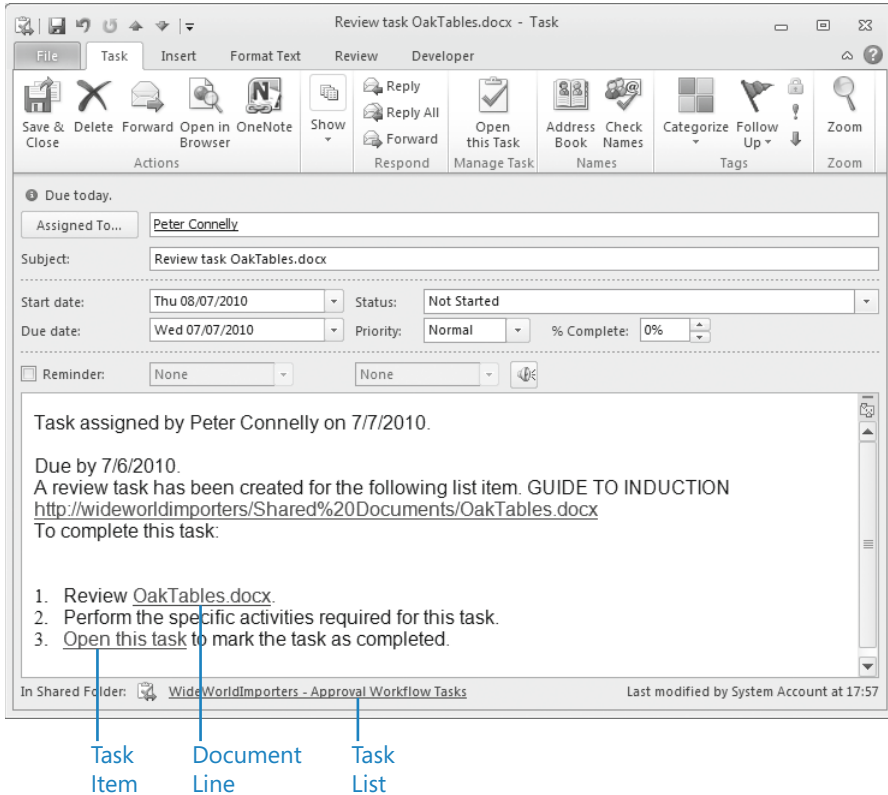 Review task OakTables.docx - Task
File Task Insert Format Text Review Developer
Save & Close Delete Forward Open in Browser OneNote
Actions
Show
Reply
Reply All
Forward
Respond
Open this Task
Manage Task
Address Book Check Names
Names
Categorize Follow Up
Tags
Zoom
Zoom
Due today.
Assigned To... Peter Connelly
Subject: Review task OakTables.docx
Start date: Thu 08/07/2010 Status: Not Started
Due date: Wed 07/07/2010 Priority: Normal % Complete: 0%
Reminder: None None
Task assigned by Peter Connelly on 7/7/2010.
Due by 7/6/2010.
A review task has been created for the following list item. GUIDE TO INDUCTION
http://wideworldimporters/Shared%20Documents/OakTables.docx
To complete this task:
1. Review OakTables.docx.
2. Perform the specific activities required for this task.
3. Open this task to mark the task as completed.
In Shared Folder: WideWorldImporters - Approval Workflow Tasks Last modified by System Account at 17:57
Task Item
Document Line
Task List